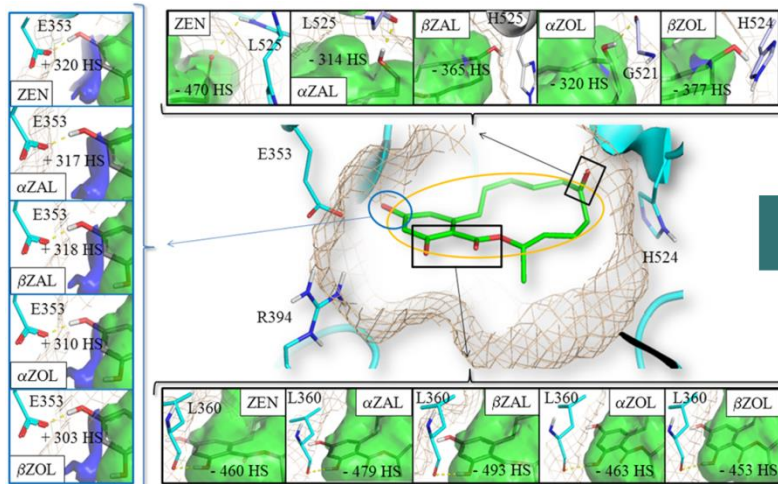 E353
+ 320 HS
ZEN
E353
+ 317 HS
αZAL
E353
+ 318 HS
βZAL
E353
+ 310 HS
αZOL
E353
+ 303 HS
βZOL
ZEN
L525
- 470 HS
L525
- 314 HS
αZAL
βZAL
H525
- 365 HS
αZOL
- 320 HS
G521
βZOL
H524
- 377 HS
E353
R394
H524
L360
ZEN
- 460 HS
L360
αZAL
- 479 HS
L360
βZAL
- 493 HS
L360
αZOL
- 463 HS
L360
βZOL
- 453 HS